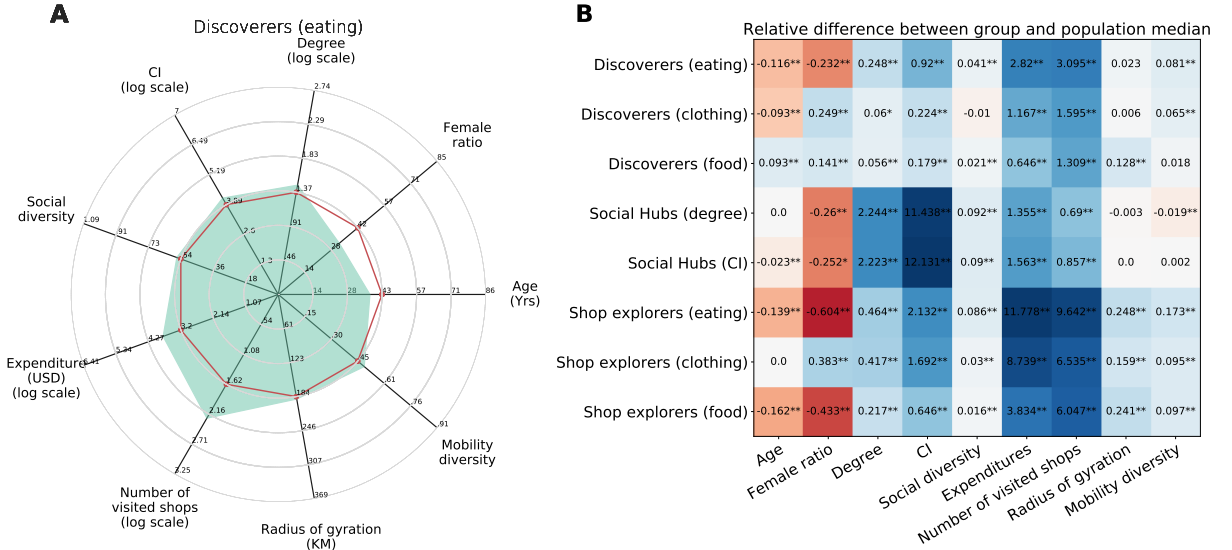 A
Discoverers (eating)
Degree
(log scale)
2.74
2.29
1.83
1.37
.91
.46
CI
(log scale)
7
6.49
5.19
3.89
2.6
1.3
Female
ratio
85
71
57
42
28
14
Social
diversity
1.09
.91
.73
.54
.36
.18
Age
(Yrs)
14
28
43
57
71
86
Expenditure
(USD)
(log scale)
6.41
5.34
4.27
3.2
2.14
1.07
Number of
visited shops
(log scale)
.54
1.08
1.62
2.16
2.71
3.25
Radius of gyration
(KM)
61
123
184
246
307
369
Mobility
diversity
.15
.30
.45
.61
.76
.91
B
Relative difference between group and population median
Discoverers (eating) -0.116** -0.232** 0.248** 0.92** 0.041** 2.82** 3.095** 0.023 0.081**
Discoverers (clothing) -0.093** 0.249** 0.06* 0.224** -0.01 1.167** 1.595** 0.006 0.065**
Discoverers (food) 0.093** 0.141** 0.056** 0.179** 0.021** 0.646** 1.309** 0.128** 0.018
Social Hubs (degree) 0.0 -0.26** 2.244** 11.438** 0.092** 1.355** 0.69** -0.003 -0.019**
Social Hubs (CI) -0.023** -0.252* 2.223** 12.131** 0.09** 1.563** 0.857** 0.0 0.002
Shop explorers (eating) -0.139** -0.604** 0.464** 2.132** 0.086** 11.778** 9.642** 0.248** 0.173**
Shop explorers (clothing) 0.0 0.383** 0.417** 1.692** 0.03** 8.739** 6.535** 0.159** 0.095**
Shop explorers (food) -0.162** -0.433** 0.217** 0.646** 0.016** 3.834** 6.047** 0.241** 0.097**
Age
Female ratio
Degree
CI
Social diversity
Expenditures
Number of visited shops
Radius of gyration
Mobility diversity